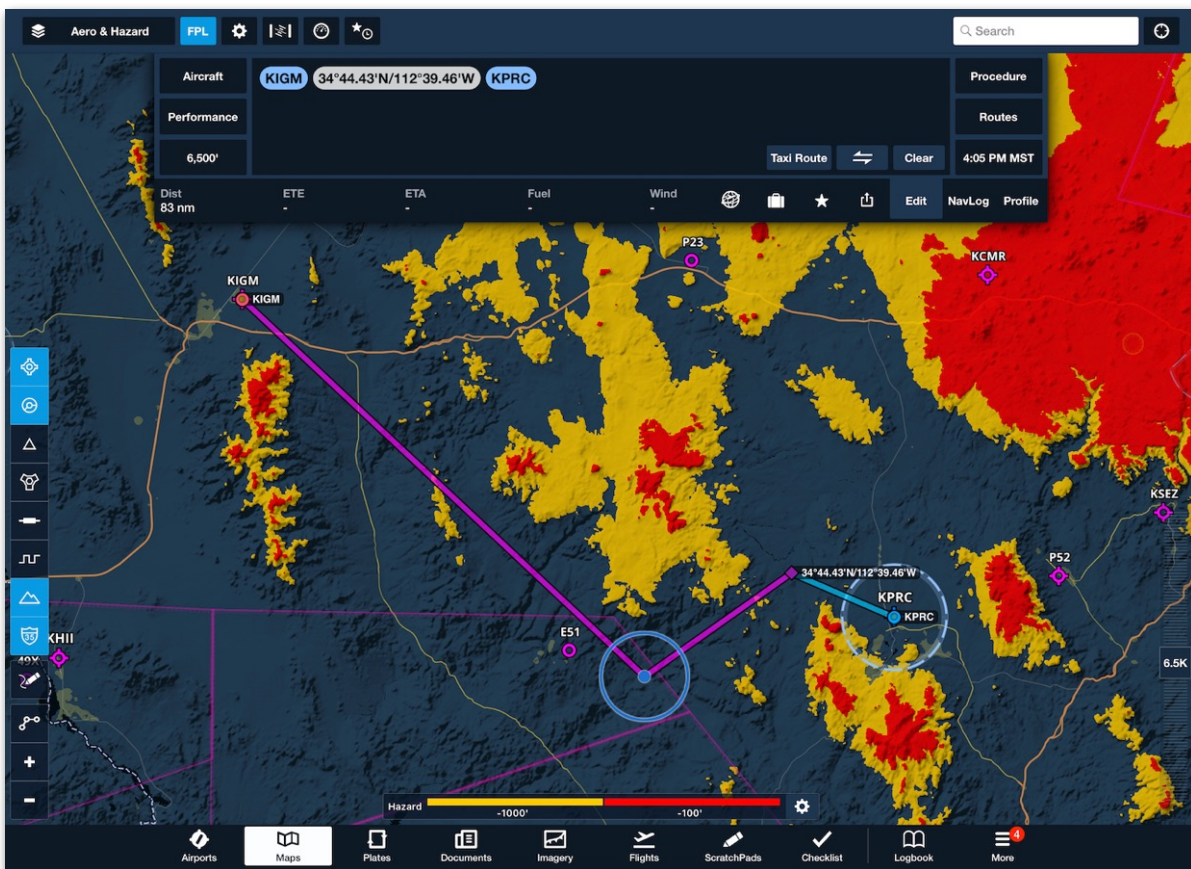 Aero & Hazard FPL Search
Aircraft KIGM 34°44.43'N/112°39.46'W KPRC Procedure
Performance Routes
6,500' Taxi Route Clear 4:05 PM MST
Dist ETE ETA Fuel Wind
83 nm - - - - Edit NavLog Profile
P23
KCMR
KIGM
KIGM
KSEZ
P52
34°44.43'N/112°39.46'W
KPRC
KPRC
35
E51
KHII
6.5K
Hazard -1000' -100'
Airports Maps Plates Documents Imagery Flights ScratchPads Checklist Logbook More 4